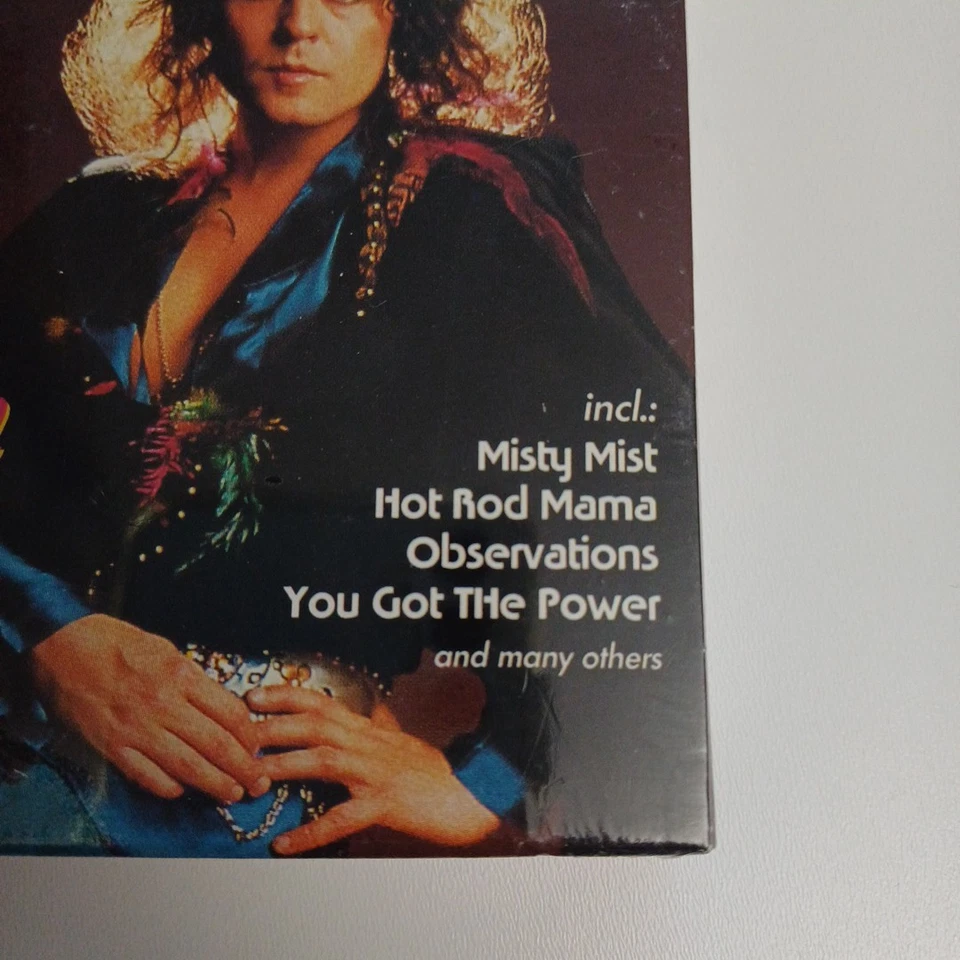 incl.:
Misty Mist
Hot Rod Mama
Observations
You Got THe Power
and many others